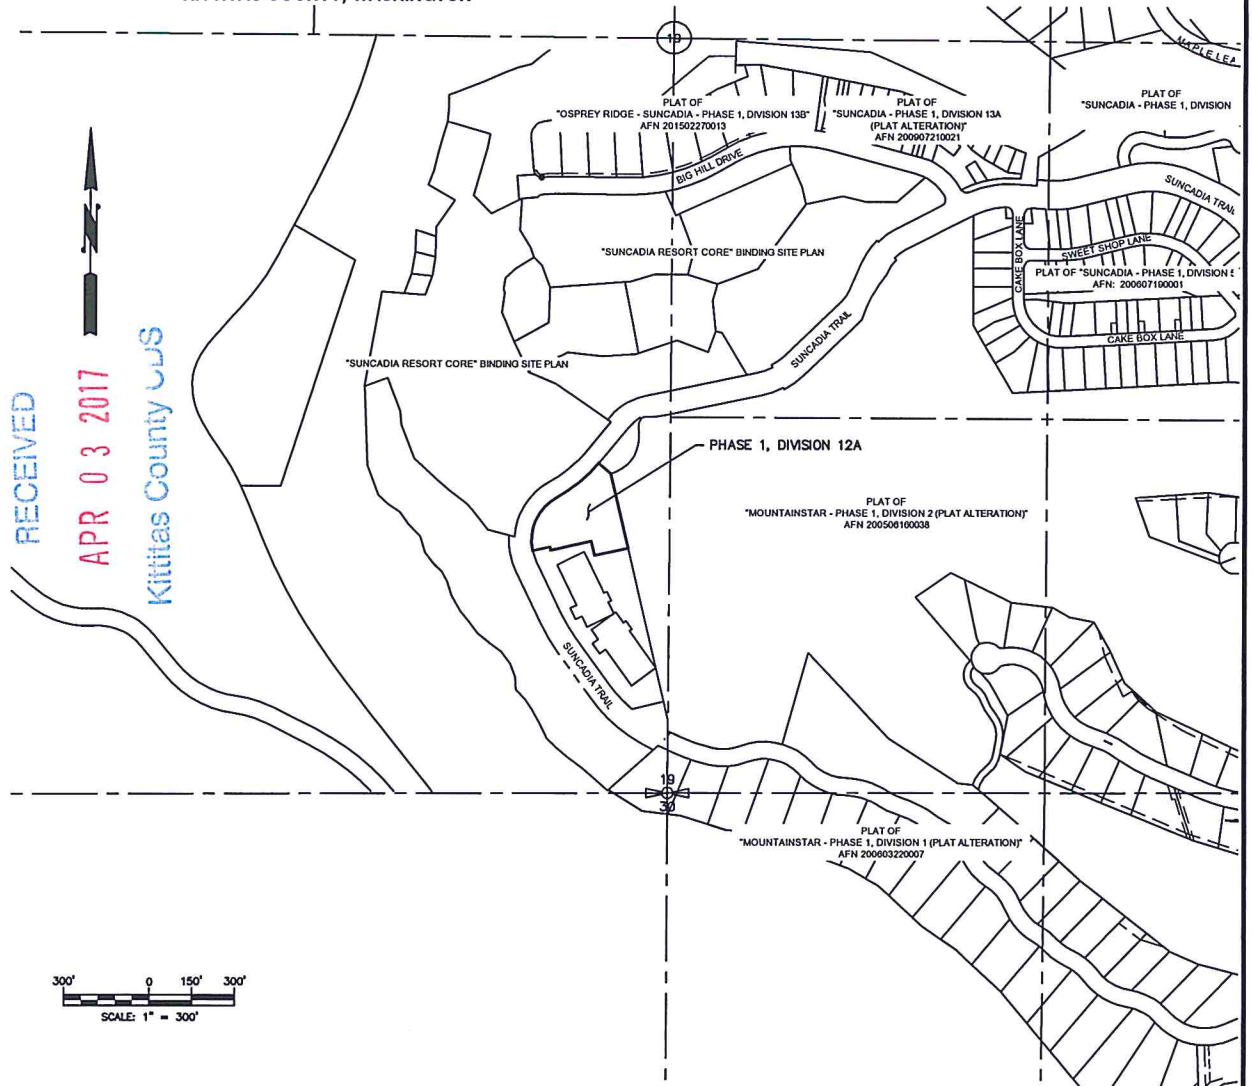 19
MAPLE LEA
PLAT OF
"OSPREY RIDGE - SUNCADIA - PHASE 1, DIVISION 13B"
AFN 201502270013
PLAT OF
"SUNCADIA - PHASE 1, DIVISION 13A
(PLAT ALTERATION)"
AFN 200907210021
PLAT OF
"SUNCADIA - PHASE 1, DIVISION
BIG HILL DRIVE
SUNCADIA TRAIL
N
CAKE BOX LANE
SWEET SHOP LANE
"SUNCADIA RESORT CORE" BINDING SITE PLAN
PLAT OF "SUNCADIA - PHASE 1, DIVISION 5
AFN: 200607190001
SUNCADIA TRAIL
CAKE BOX LANE
"SUNCADIA RESORT CORE" BINDING SITE PLAN
RECEIVED
APR 03 2017
Kittitas County CDS
PHASE 1, DIVISION 12A
PLAT OF
"MOUNTAINSTAR - PHASE 1, DIVISION 2 (PLAT ALTERATION)"
AFN 200506160038
SUNCADIA TRAIL
19
30
PLAT OF
"MOUNTAINSTAR - PHASE 1, DIVISION 1 (PLAT ALTERATION)"
AFN 200603220007
300' 0 150' 300'
SCALE: 1" = 300'